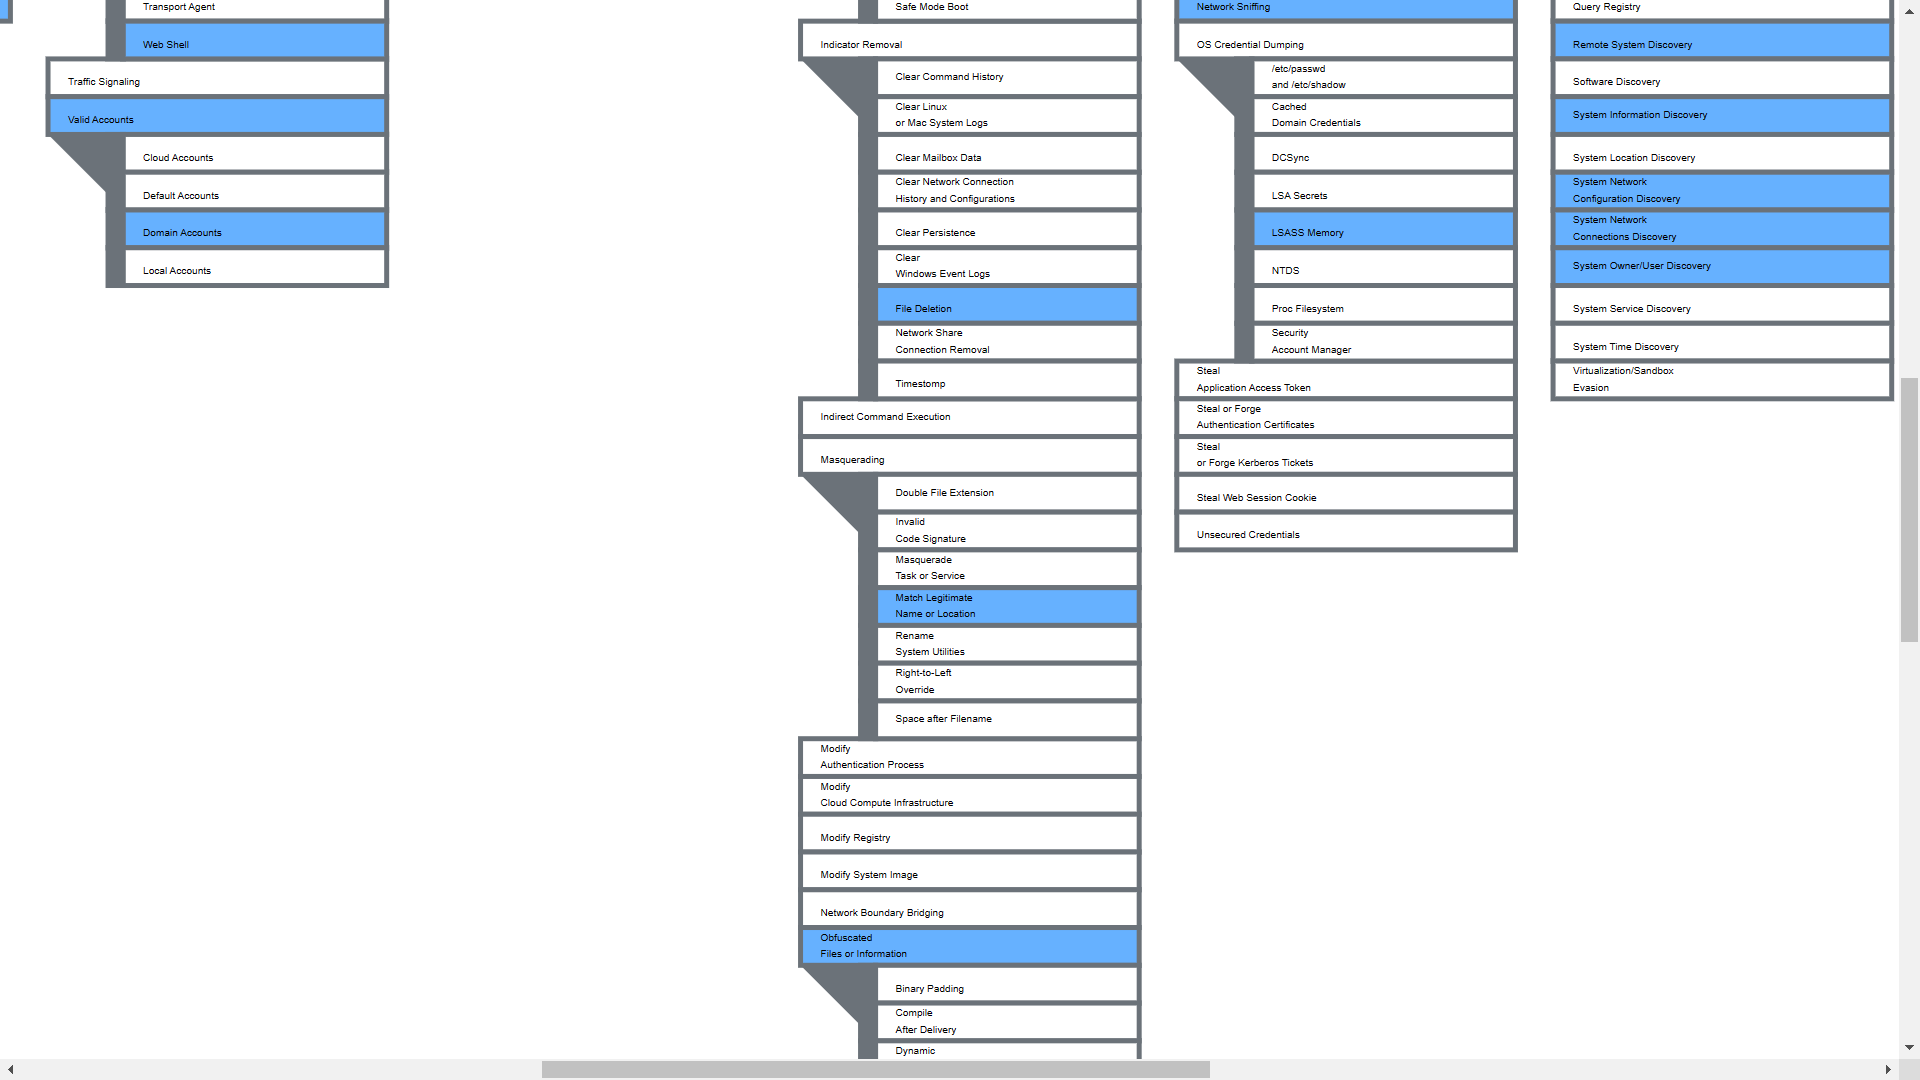 Transport Agent
Web Shell
Traffic Signaling
Valid Accounts
Cloud Accounts
Default Accounts
Domain Accounts
Local Accounts
Safe Mode Boot
Indicator Removal
Clear Command History
Clear Linux
or Mac System Logs
Clear Mailbox Data
Clear Network Connection
History and Configurations
Clear Persistence
Clear
Windows Event Logs
File Deletion
Network Share
Connection Removal
Timestomp
Indirect Command Execution
Masquerading
Double File Extension
Invalid
Code Signature
Masquerade
Task or Service
Match Legitimate
Name or Location
Rename
System Utilities
Right-to-Left
Override
Space after Filename
Modify
Authentication Process
Modify
Cloud Compute Infrastructure
Modify Registry
Modify System Image
Network Boundary Bridging
Obfuscated
Files or Information
Binary Padding
Compile
After Delivery
Dynamic
Network Sniffing
OS Credential Dumping
/etc/passwd
and /etc/shadow
Cached
Domain Credentials
DCSync
LSA Secrets
LSASS Memory
NTDS
Proc Filesystem
Security
Account Manager
Steal
Application Access Token
Steal or Forge
Authentication Certificates
Steal
or Forge Kerberos Tickets
Steal Web Session Cookie
Unsecured Credentials
Query Registry
Remote System Discovery
Software Discovery
System Information Discovery
System Location Discovery
System Network
Configuration Discovery
System Network
Connections Discovery
System Owner/User Discovery
System Service Discovery
System Time Discovery
Virtualization/Sandbox
Evasion